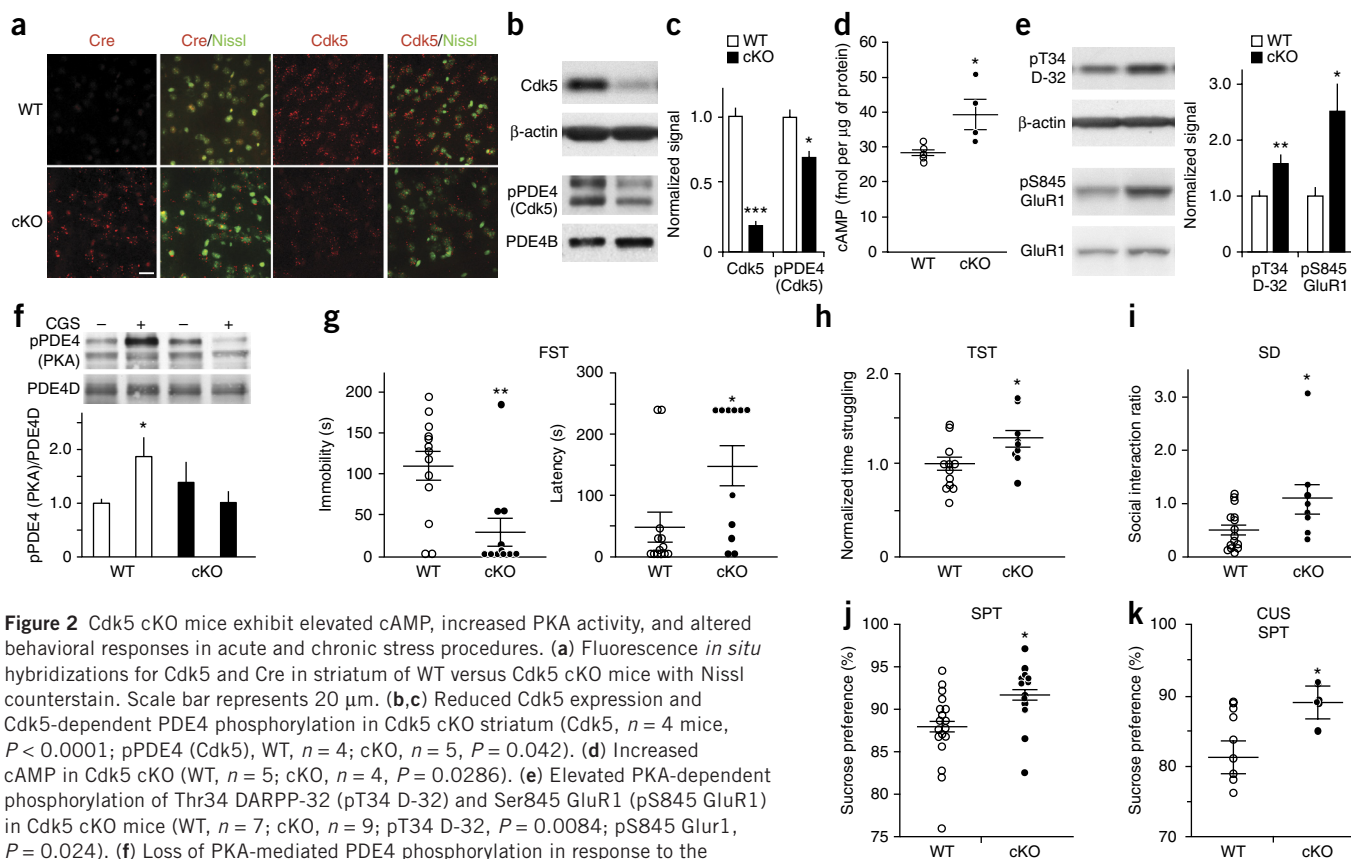 a
Cre
Cre/Nissl
Cdk5
Cdk5/Nissl
WT
cKO
b
Cdk5
β-actin
pPDE4
(Cdk5)
PDE4B
c
WT
cKO
Normalized signal
1.0
0.5
0
***
*
Cdk5
pPDE4
(Cdk5)
d
cAMP (fmol per μg of protein)
60
50
40
30
20
10
0
*
WT
cKO
e
pT34
D-32
β-actin
pS845
GluR1
GluR1
WT
cKO
Normalized signal
3.0
2.0
1.0
0
**
*
pT34
D-32
pS845
GluR1
f
CGS
–
+
–
+
pPDE4
(PKA)
PDE4D
pPDE4 (PKA)/PDE4D
2.0
1.0
0
*
WT
cKO
g
FST
Immobility (s)
200
150
100
50
0
**
WT
cKO
Latency (s)
250
200
150
100
50
0
*
WT
cKO
h
TST
Normalized time struggling
2.0
1.0
0
*
WT
cKO
i
SD
Social interaction ratio
3.0
2.0
1.0
0
*
WT
cKO
j
SPT
Sucrose preference (%)
100
95
90
85
80
75
*
WT
cKO
k
CUS
SPT
Sucrose preference (%)
100
90
80
70
*
WT
cKO
Figure 2 Cdk5 cKO mice exhibit elevated cAMP, increased PKA activity, and altered
behavioral responses in acute and chronic stress procedures. (a) Fluorescence in situ
hybridizations for Cdk5 and Cre in striatum of WT versus Cdk5 cKO mice with Nissl
counterstain. Scale bar represents 20 μm. (b,c) Reduced Cdk5 expression and
Cdk5-dependent PDE4 phosphorylation in Cdk5 cKO striatum (Cdk5, n = 4 mice,
P < 0.0001; pPDE4 (Cdk5), WT, n = 4; cKO, n = 5, P = 0.042). (d) Increased
cAMP in Cdk5 cKO (WT, n = 5; cKO, n = 4, P = 0.0286). (e) Elevated PKA-dependent
phosphorylation of Thr34 DARPP-32 (pT34 D-32) and Ser845 GluR1 (pS845 GluR1)
in Cdk5 cKO mice (WT, n = 7; cKO, n = 9; pT34 D-32, P = 0.0084; pS845 Glur1,
P = 0.024). (f) Loss of PKA-mediated PDE4 phosphorylation in response to the